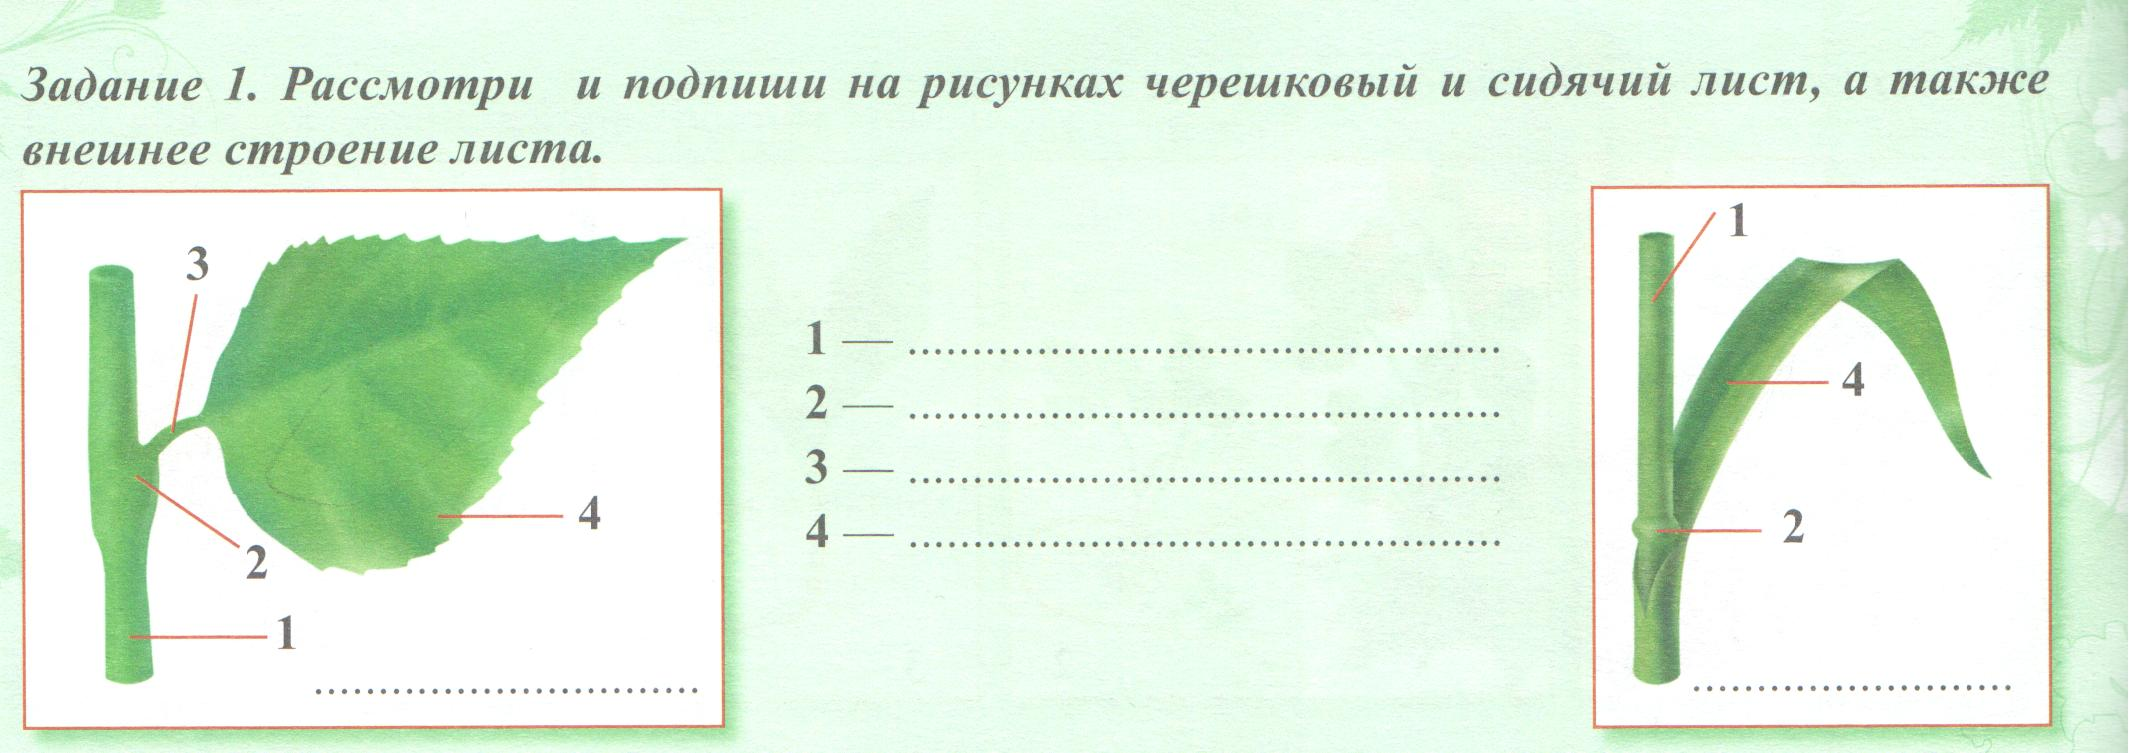 Задание 1. Рассмотри и подпиши на рисунках черешковый и сидячий лист, а также
внешнее строение листа.
3
4
2
1
..............................
1 — ..............................................
2 — ..............................................
3 — ..............................................
4 — ..............................................
1
4
2
.........................